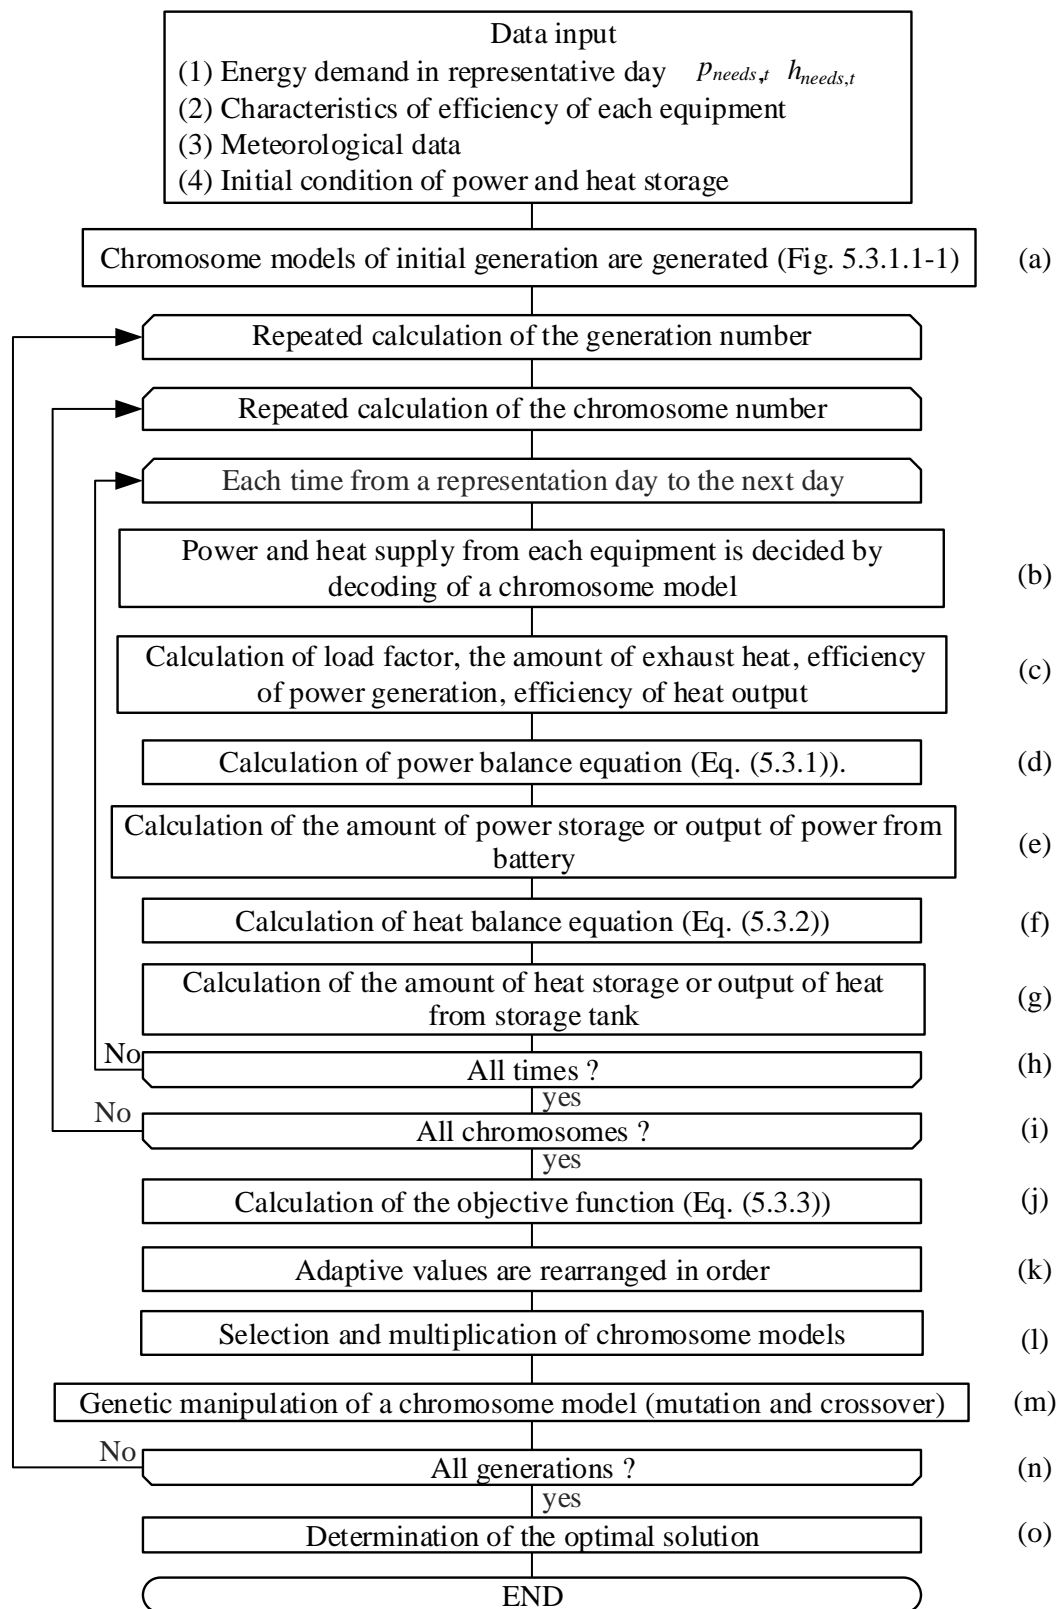 Data input
(1) Energy demand in representative day p_needs,t h_needs,t
(2) Characteristics of efficiency of each equipment
(3) Meteorological data
(4) Initial condition of power and heat storage
Chromosome models of initial generation are generated (Fig. 5.3.1.1-1)
(a)
Repeated calculation of the generation number
Repeated calculation of the chromosome number
Each time from a representation day to the next day
Power and heat supply from each equipment is decided by
decoding of a chromosome model
(b)
Calculation of load factor, the amount of exhaust heat, efficiency
of power generation, efficiency of heat output
(c)
Calculation of power balance equation (Eq. (5.3.1)).
(d)
Calculation of the amount of power storage or output of power from
battery
(e)
Calculation of heat balance equation (Eq. (5.3.2))
(f)
Calculation of the amount of heat storage or output of heat
from storage tank
(g)
No
All times ?
(h)
yes
No
All chromosomes ?
(i)
yes
Calculation of the objective function (Eq. (5.3.3))
(j)
Adaptive values are rearranged in order
(k)
Selection and multiplication of chromosome models
(l)
Genetic manipulation of a chromosome model (mutation and crossover)
(m)
No
All generations ?
(n)
yes
Determination of the optimal solution
(o)
END